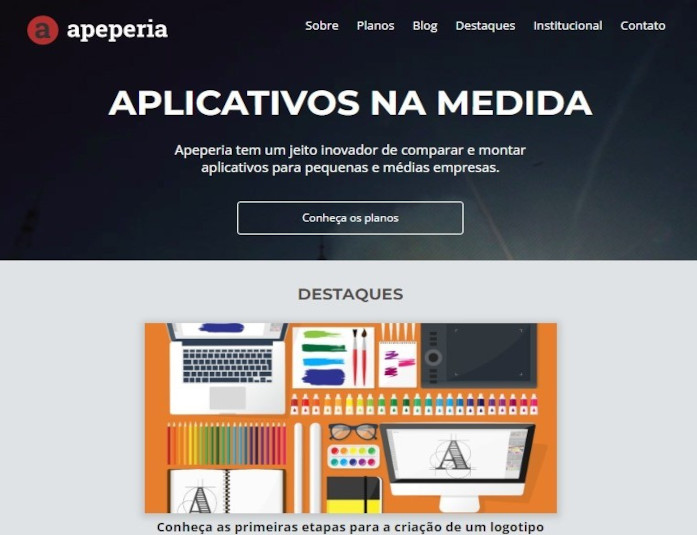 a apeperia
Sobre Planos Blog Destaques Institucional Contato
APLICATIVOS NA MEDIDA
Apeperia tem um jeito inovador de comparar e montar
aplicativos para pequenas e médias empresas.
Conheça os planos
DESTAQUES
A
A
Conheça as primeiras etapas para a criação de um logotipo